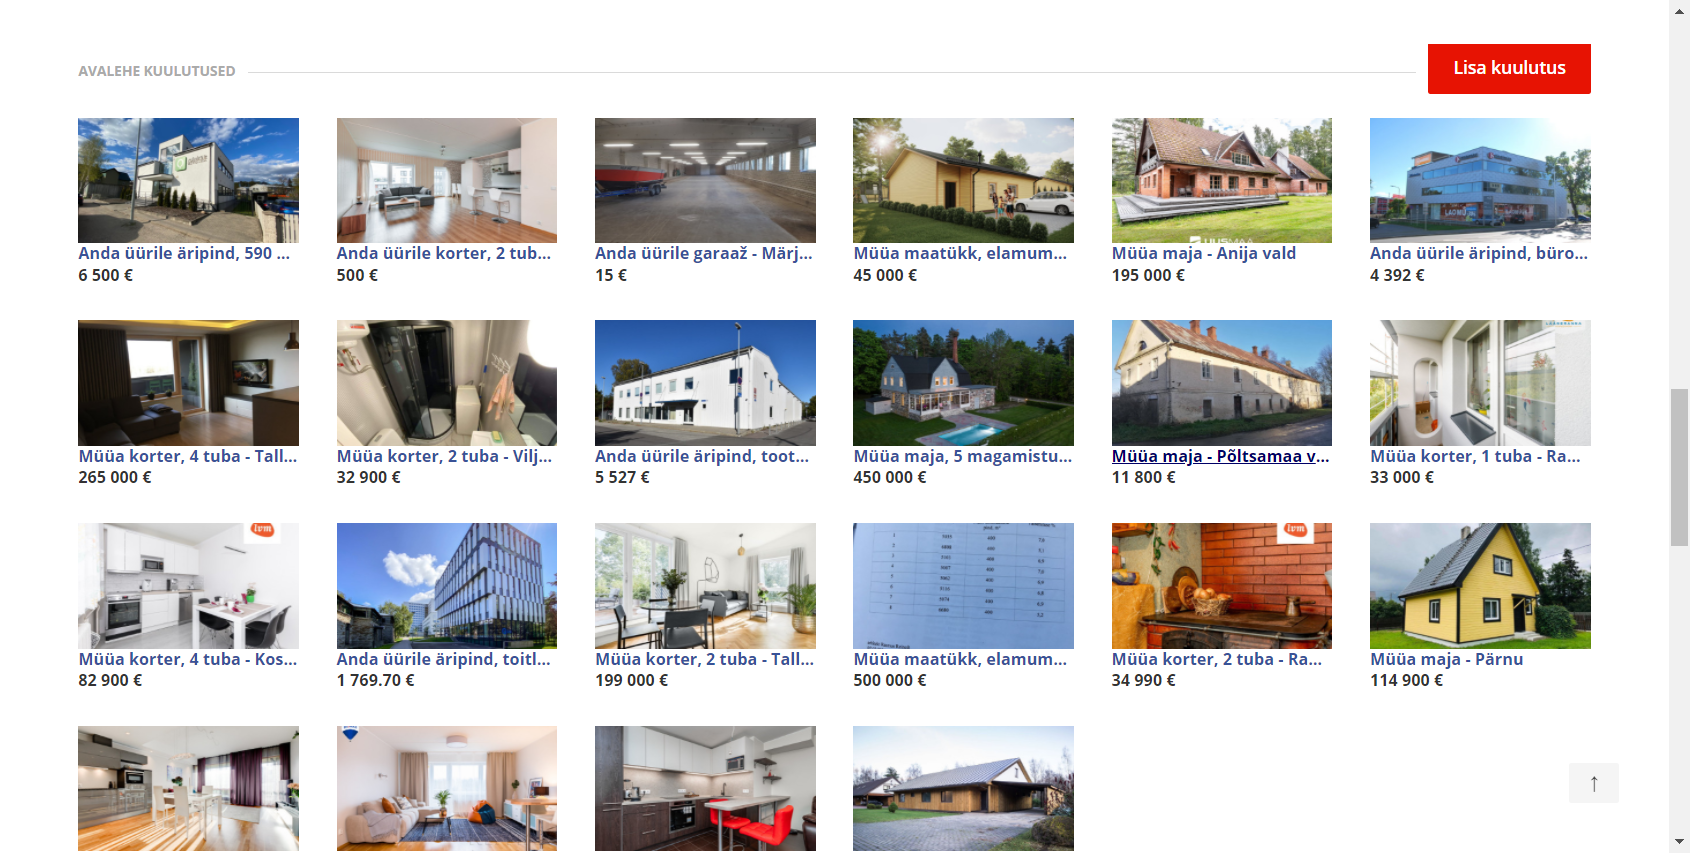 AVALEHE KUULUTUSED
Lisa kuulutus
Anda üürile äripind, 590 ...
6 500 €
Anda üürile korter, 2 tub...
500 €
Anda üürile garaaž - Märj...
15 €
Müüa maatükk, elamum...
45 000 €
UUSMAA
Müüa maja - Anija vald
195 000 €
Anda üürile äripind, büro...
4 392 €
Müüa korter, 4 tuba - Tall...
265 000 €
Müüa korter, 2 tuba - Vilj...
32 900 €
Anda üürile äripind, toot...
5 527 €
Müüa maja, 5 magamistu...
450 000 €
Müüa maja - Põltsamaa v...
11 800 €
Müüa korter, 1 tuba - Ra...
33 000 €
lvm
Müüa korter, 4 tuba - Kos...
82 900 €
Anda üürile äripind, toitl...
1 769.70 €
Müüa korter, 2 tuba - Tall...
199 000 €
Müüa maatükk, elamum...
500 000 €
lvm
Müüa korter, 2 tuba - Ra...
34 990 €
Müüa maja - Pärnu
114 900 €
↑